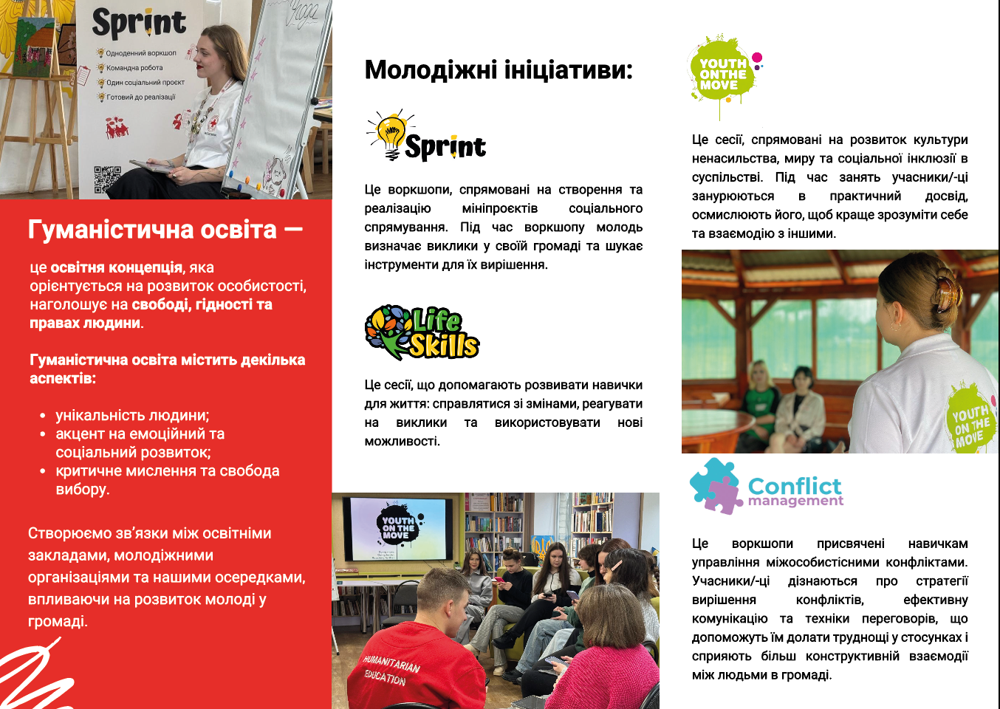 Sprint
Одноденний воркшоп
Командна робота
Один соціальний проєкт
Готовий до реалізації
Гуманістична освіта —
це освітня концепція, яка
орієнтується на розвиток особистості,
наголошує на свободі, гідності та
правах людини.
Гуманістична освіта містить декілька
аспектів:
• унікальність людини;
• акцент на емоційний та
соціальний розвиток;
• критичне мислення та свобода
вибору.
Створюємо зв’язки між освітніми
закладами, молодіжними
організаціями та нашими осередками,
впливаючи на розвиток молоді у
громаді.
Молодіжні ініціативи:
Sprint
Це воркшопи, спрямовані на створення та
реалізацію мініпроєктів соціального
спрямування. Під час воркшопу молодь
визначає виклики у своїй громаді та шукає
інструменти для їх вирішення.
Life
Skills
Це сесії, що допомагають розвивати навички
для життя: справлятися зі змінами, реагувати
на виклики та використовувати нові
можливості.
YOUTH
ON THE
MOVE
HUMANITARIAN
EDUCATION
YOUTH
ONTHE
MOVE
Це сесії, спрямовані на розвиток культури
ненасильства, миру та соціальної інклюзії в
суспільстві. Під час занять учасники/-ці
занурюються в практичний досвід,
осмислюють його, щоб краще зрозуміти себе
та взаємодію з іншими.
YOUTH
ON THE
MOVE
Conflict
management
Це воркшопи присвячені навичкам
управління міжособистісними конфліктами.
Учасники/-ці дізнаються про стратегії
вирішення конфліктів, ефективну
комунікацію та техніки переговорів, що
допоможуть їм долати труднощі у стосунках і
сприяють більш конструктивній взаємодії
між людьми в громаді.